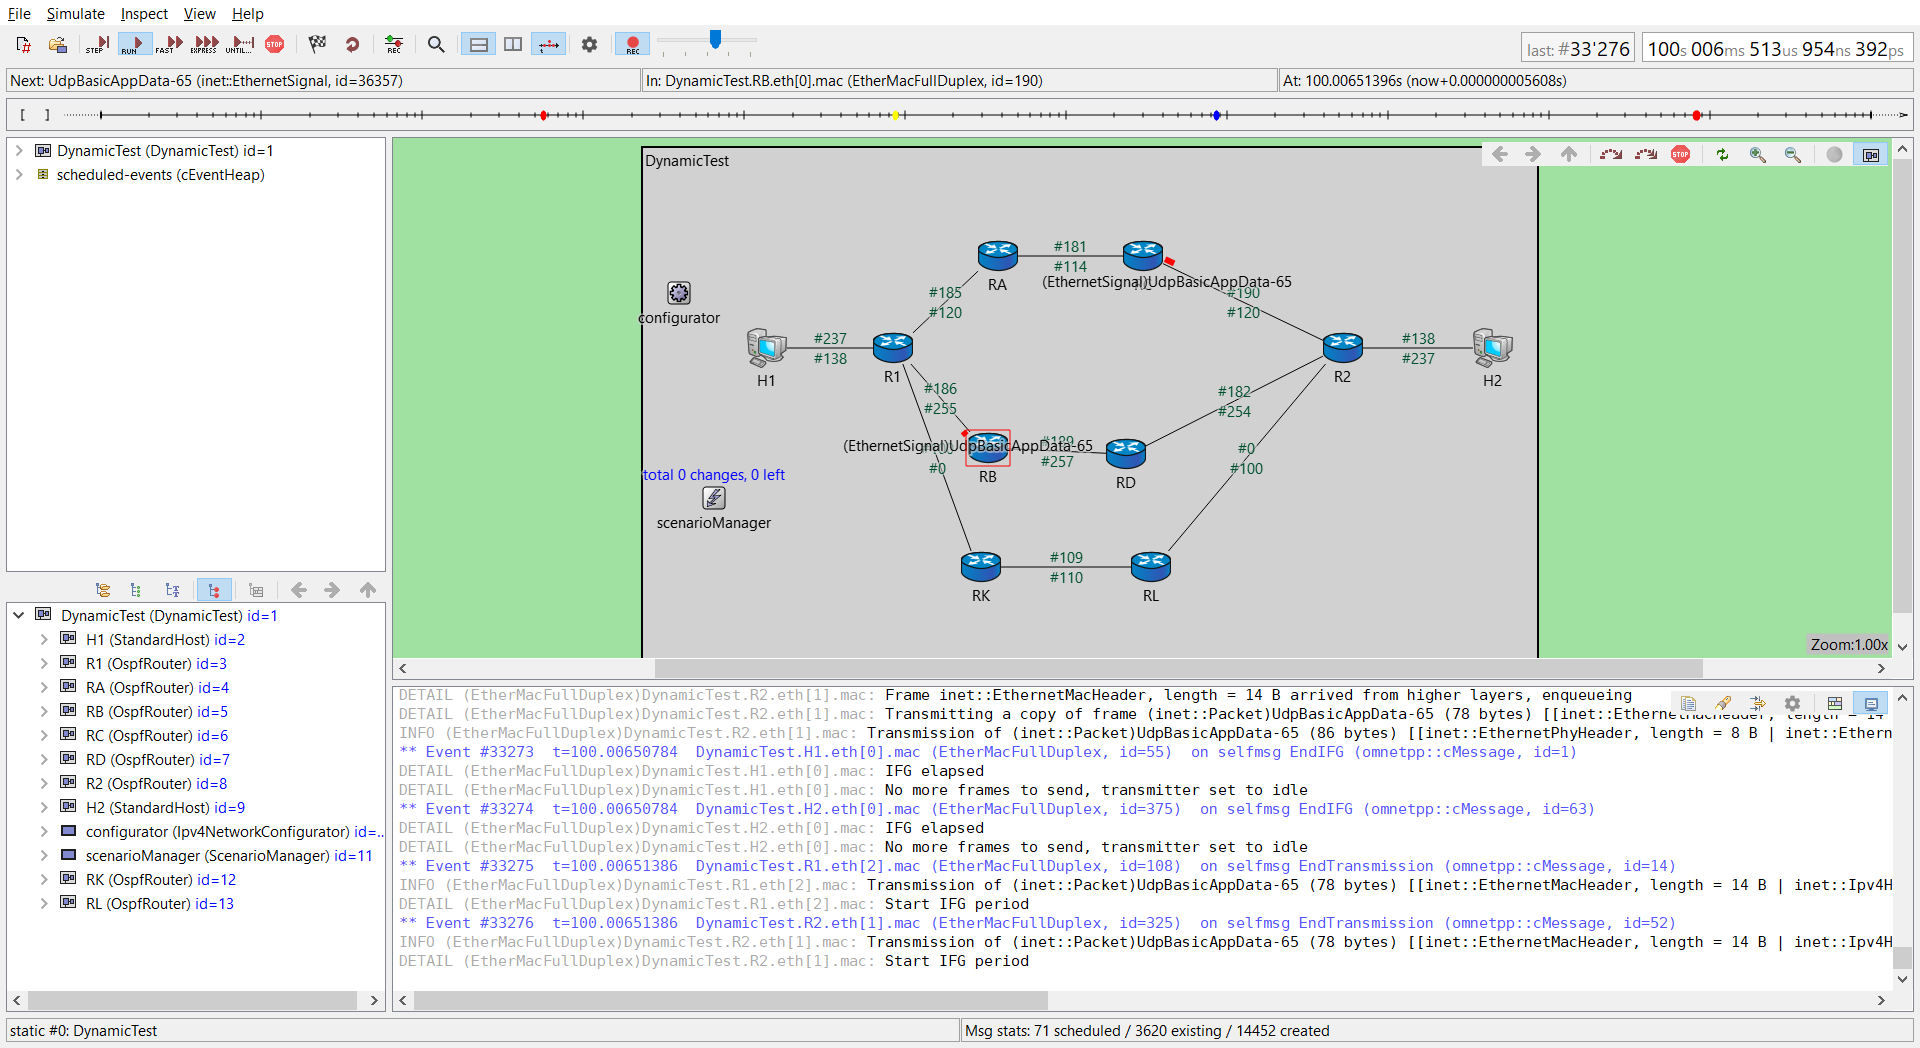 File Simulate Inspect View Help
STEP RUN FAST EXPRESS UNTIL... STOP REC REC
last: #33'276 100s 006ms 513us 954ns 392ps
Next: UdpBasicAppData-65 (inet::EthernetSignal, id=36357) In: DynamicTest.RB.eth[0].mac (EtherMacFullDuplex, id=190) At: 100.00651396s (now+0.000000005608s)
[ ]
DynamicTest (DynamicTest) id=1
scheduled-events (cEventHeap)
DynamicTest (DynamicTest) id=1
H1 (StandardHost) id=2
R1 (OspfRouter) id=3
RA (OspfRouter) id=4
RB (OspfRouter) id=5
RC (OspfRouter) id=6
RD (OspfRouter) id=7
R2 (OspfRouter) id=8
H2 (StandardHost) id=9
configurator (Ipv4NetworkConfigurator) id=..
scenarioManager (ScenarioManager) id=11
RK (OspfRouter) id=12
RL (OspfRouter) id=13
DynamicTest
STOP
#181
#114
RA
(EthernetSignal)UdpBasicAppData-65
#185
#120
#190
#120
configurator
#237
#138
H1
R1
#138
#237
R2
H2
#186
#255
#182
#254
(EthernetSignal)UdpBasicAppData-65
#257
RB
RD
#0
#0
#100
total 0 changes, 0 left
scenarioManager
#109
#110
RK
RL
Zoom:1.00x
DETAIL (EtherMacFullDuplex)DynamicTest.R2.eth[1].mac: Frame inet::EthernetMacHeader, length = 14 B arrived from higher layers, enqueueing
DETAIL (EtherMacFullDuplex)DynamicTest.R2.eth[1].mac: Transmitting a copy of frame (inet::Packet)UdpBasicAppData-65 (78 bytes) [[inet::EthernetMacHeader, length = 14
INFO (EtherMacFullDuplex)DynamicTest.R2.eth[1].mac: Transmission of (inet::Packet)UdpBasicAppData-65 (86 bytes) [[inet::EthernetPhyHeader, length = 8 B | inet::Ethern
** Event #33273 t=100.00650784 DynamicTest.H1.eth[0].mac (EtherMacFullDuplex, id=55) on selfmsg EndIFG (omnetpp::cMessage, id=1)
DETAIL (EtherMacFullDuplex)DynamicTest.H1.eth[0].mac: IFG elapsed
DETAIL (EtherMacFullDuplex)DynamicTest.H1.eth[0].mac: No more frames to send, transmitter set to idle
** Event #33274 t=100.00650784 DynamicTest.H2.eth[0].mac (EtherMacFullDuplex, id=375) on selfmsg EndIFG (omnetpp::cMessage, id=63)
DETAIL (EtherMacFullDuplex)DynamicTest.H2.eth[0].mac: IFG elapsed
DETAIL (EtherMacFullDuplex)DynamicTest.H2.eth[0].mac: No more frames to send, transmitter set to idle
** Event #33275 t=100.00651386 DynamicTest.R1.eth[2].mac (EtherMacFullDuplex, id=108) on selfmsg EndTransmission (omnetpp::cMessage, id=14)
INFO (EtherMacFullDuplex)DynamicTest.R1.eth[2].mac: Transmission of (inet::Packet)UdpBasicAppData-65 (78 bytes) [[inet::EthernetMacHeader, length = 14 B | inet::Ipv4H
DETAIL (EtherMacFullDuplex)DynamicTest.R1.eth[2].mac: Start IFG period
** Event #33276 t=100.00651386 DynamicTest.R2.eth[1].mac (EtherMacFullDuplex, id=325) on selfmsg EndTransmission (omnetpp::cMessage, id=52)
INFO (EtherMacFullDuplex)DynamicTest.R2.eth[1].mac: Transmission of (inet::Packet)UdpBasicAppData-65 (78 bytes) [[inet::EthernetMacHeader, length = 14 B | inet::Ipv4H
DETAIL (EtherMacFullDuplex)DynamicTest.R2.eth[1].mac: Start IFG period
static #0: DynamicTest Msg stats: 71 scheduled / 3620 existing / 14452 created